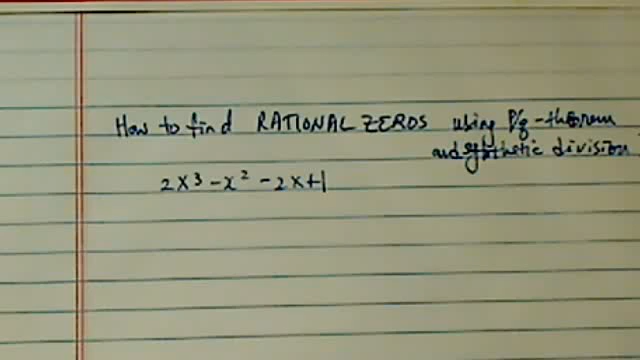 How to find RATIONAL ZEROS using P/q-theorem
and synthetic division
2x³ - x² - 2x + 1